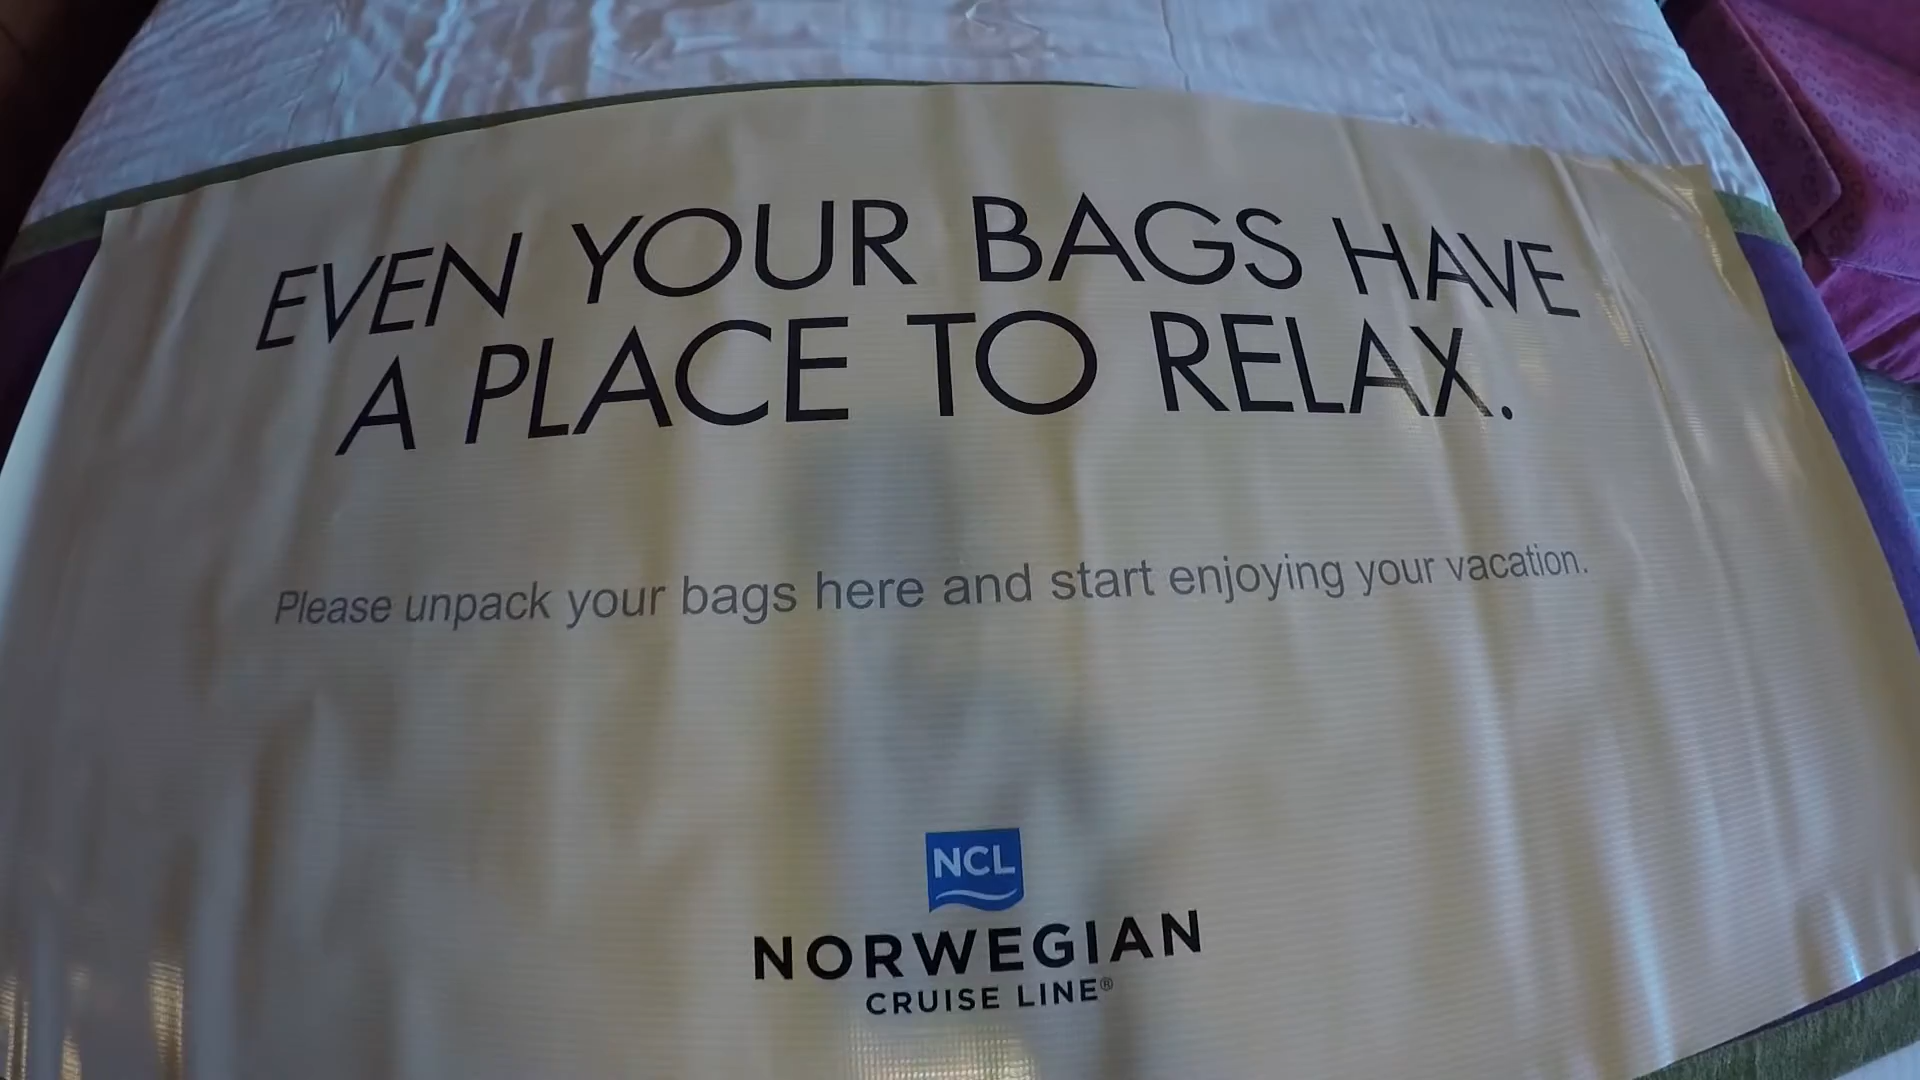 EVEN YOUR BAGS HAVE
A PLACE TO RELAX.
Please unpack your bags here and start enjoying your vacation.
NCL
NORWEGIAN
CRUISE LINE®